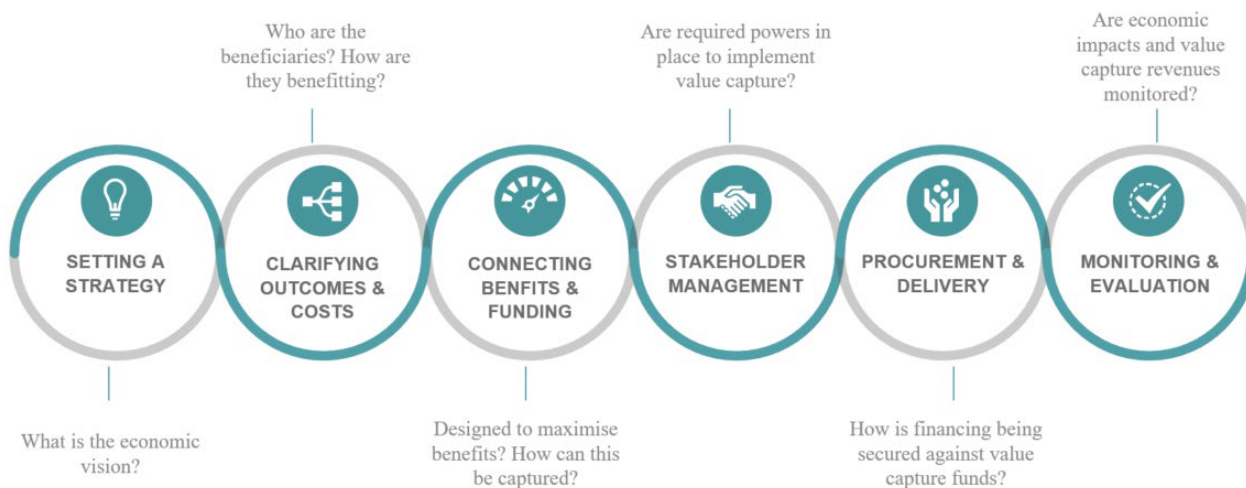 Who are the
beneficiaries? How are
they benefitting?
Are required powers in
place to implement
value capture?
Are economic
impacts and value
capture revenues
monitored?
SETTING A
STRATEGY
CLARIFYING
OUTCOMES &
COSTS
CONNECTING
BENFITS &
FUNDING
STAKEHOLDER
MANAGEMENT
PROCUREMENT &
DELIVERY
MONITORING &
EVALUATION
What is the economic
vision?
Designed to maximise
benefits? How can this
be captured?
How is financing being
secured against value
capture funds?